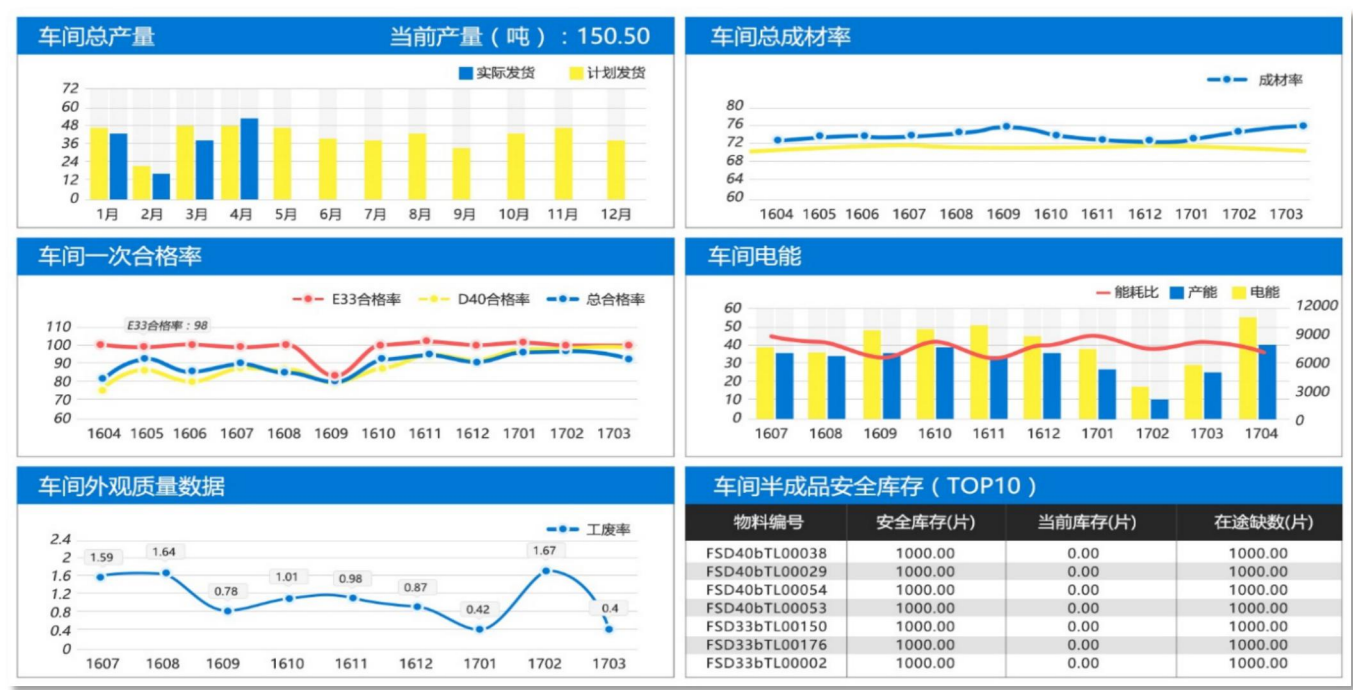 车间总产量 当前产量（吨）：150.50
实际发货 计划发货
72
60
48
36
24
12
0
1月 2月 3月 4月 5月 6月 7月 8月 9月 10月 11月 12月
车间总成材率
成材率
80
76
72
68
64
60
1604 1605 1606 1607 1608 1609 1610 1611 1612 1701 1702 1703
车间一次合格率
E33合格率 D40合格率 总合格率
E33合格率：98
110
100
90
80
70
60
1604 1605 1606 1607 1608 1609 1610 1611 1612 1701 1702 1703
车间电能
能耗比 产能 电能
60
50
40
30
20
10
0
12000
9000
6000
3000
0
1607 1608 1609 1610 1611 1612 1701 1702 1703 1704
车间外观质量数据
工废率
2.4
2
1.6
1.2
0.8
0.4
0
1.59 1.64 0.78 1.01 0.98 0.87 0.42 1.67 0.4
1607 1608 1609 1610 1611 1612 1701 1702 1703
车间半成品安全库存（TOP10）
物料编号 安全库存(片) 当前库存(片) 在途缺数(片)
FSD40bTL00038 1000.00 0.00 1000.00
FSD40bTL00029 1000.00 0.00 1000.00
FSD40bTL00054 1000.00 0.00 1000.00
FSD40bTL00053 1000.00 0.00 1000.00
FSD33bTL00150 1000.00 0.00 1000.00
FSD33bTL00176 1000.00 0.00 1000.00
FSD33bTL00002 1000.00 0.00 1000.00